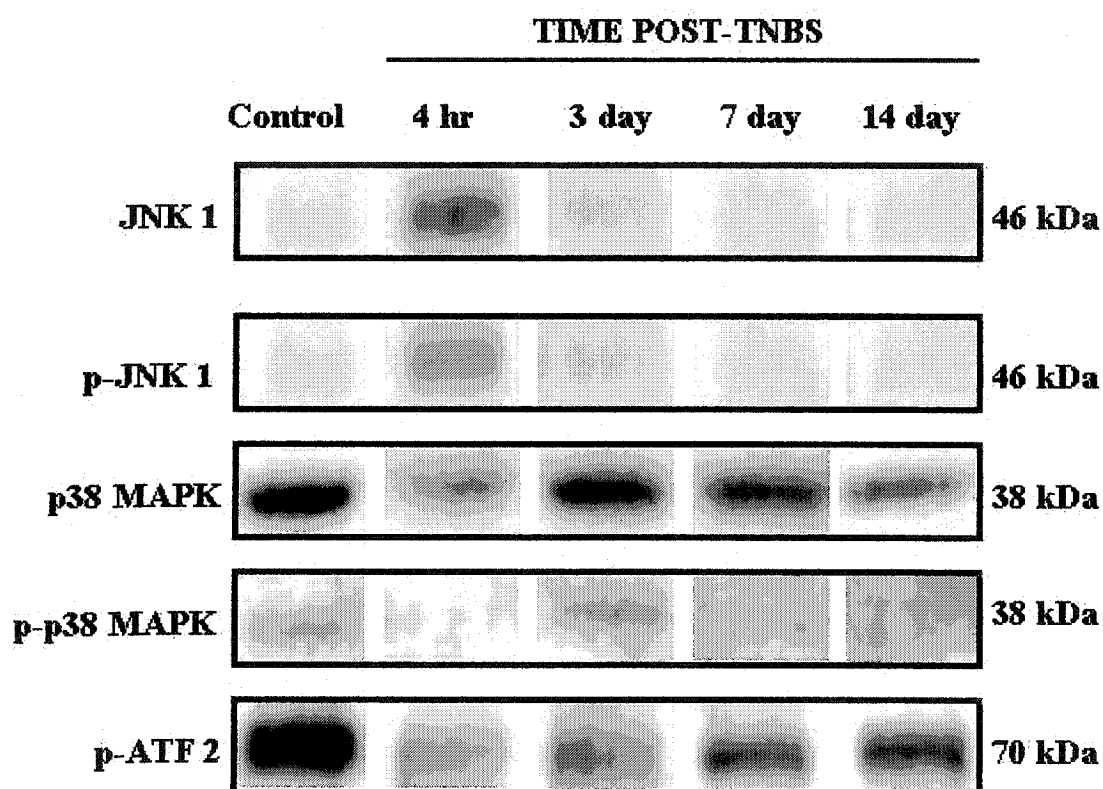 TIME POST-TNBS
Control 4 hr 3 day 7 day 14 day
JNK 1 46 kDa
p-JNK 1 46 kDa
p38 MAPK 38 kDa
p-p38 MAPK 38 kDa
p-ATF 2 70 kDa